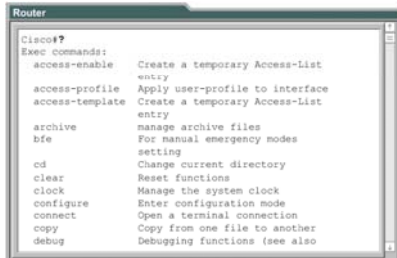 Router
Cisco#?
Exec commands:
access-enable Create a temporary Access-List
entry
access-profile Apply user-profile to interface
access-template Create a temporary Access-List
entry
archive manage archive files
bfe For manual emergency modes
setting
cd Change current directory
clear Reset functions
clock Manage the system clock
configure Enter configuration mode
connect Open a terminal connection
copy Copy from one file to another
debug Debugging functions (see also